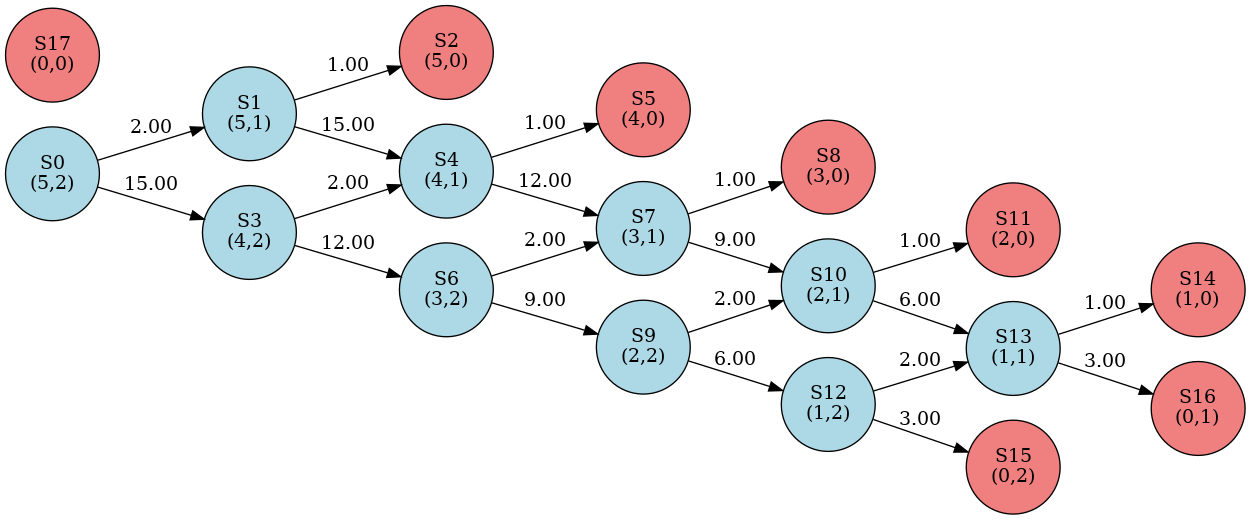 S17
(0,0)
S0
(5,2)
2.00
15.00
S1
(5,1)
S3
(4,2)
1.00
15.00
2.00
12.00
S2
(5,0)
S4
(4,1)
S6
(3,2)
1.00
12.00
2.00
9.00
S5
(4,0)
S7
(3,1)
S9
(2,2)
1.00
9.00
2.00
6.00
S8
(3,0)
S10
(2,1)
S12
(1,2)
1.00
6.00
2.00
3.00
S11
(2,0)
S13
(1,1)
S15
(0,2)
1.00
3.00
S14
(1,0)
S16
(0,1)